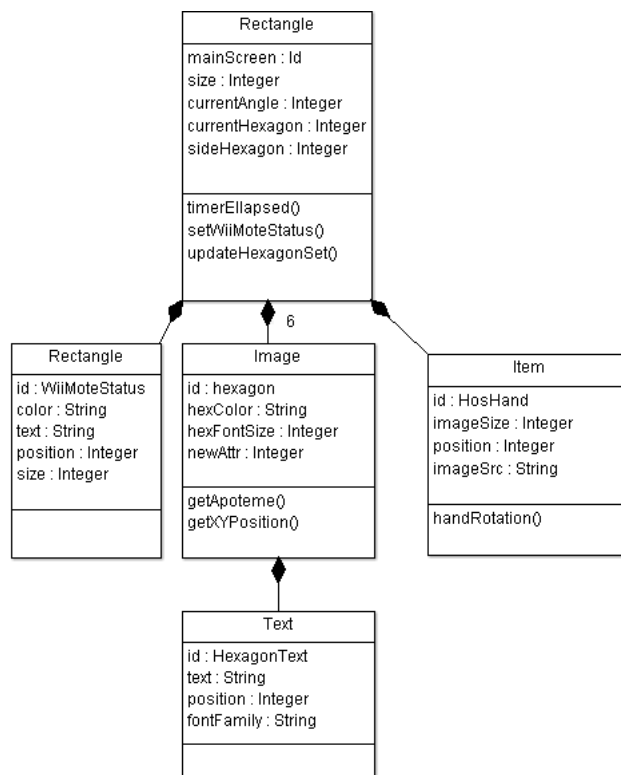 Rectangle
mainScreen : Id
size : Integer
currentAngle : Integer
currentHexagon : Integer
sideHexagon : Integer
timerEllapsed()
setWiiMoteStatus()
updateHexagonSet()
6
Rectangle
id : WiiMoteStatus
color : String
text : String
position : Integer
size : Integer
Image
id : hexagon
hexColor : String
hexFontSize : Integer
newAttr : Integer
getApoteme()
getXYPosition()
Item
id : HosHand
imageSize : Integer
position : Integer
imageSrc : String
handRotation()
Text
id : HexagonText
text : String
position : Integer
fontFamily : String